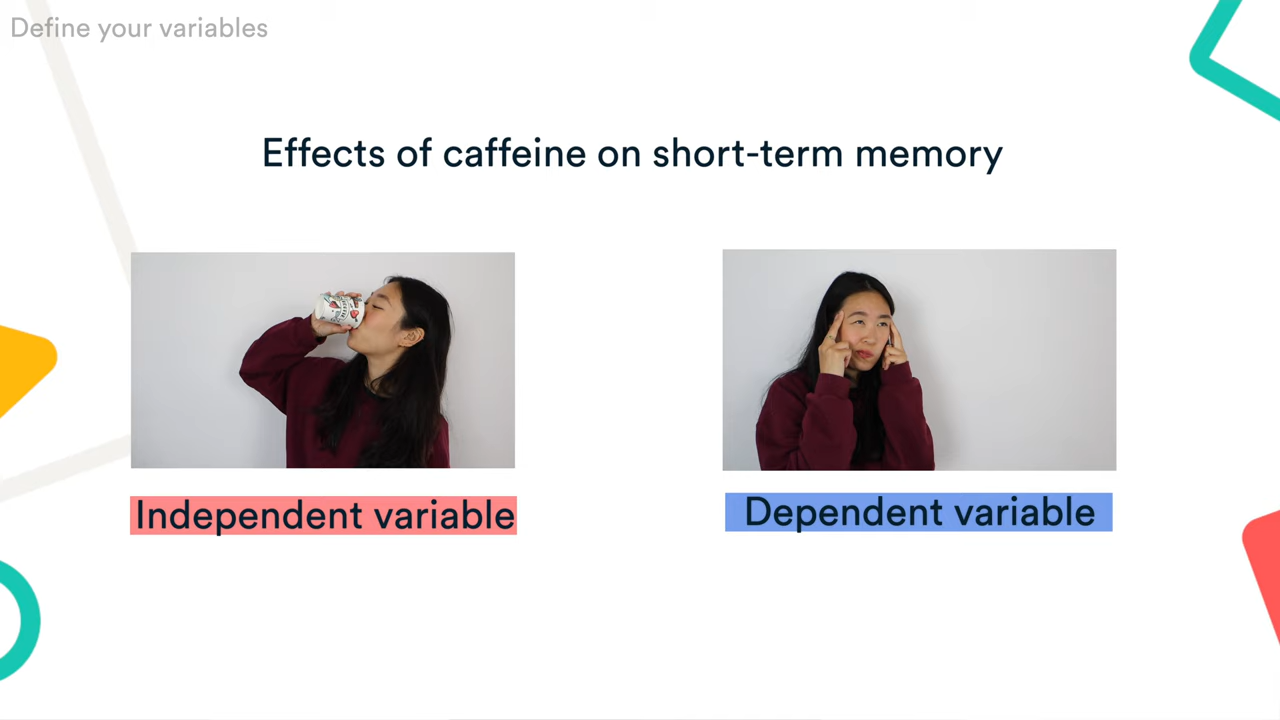 Define your variables
Effects of caffeine on short-term memory
Independent variable
Dependent variable